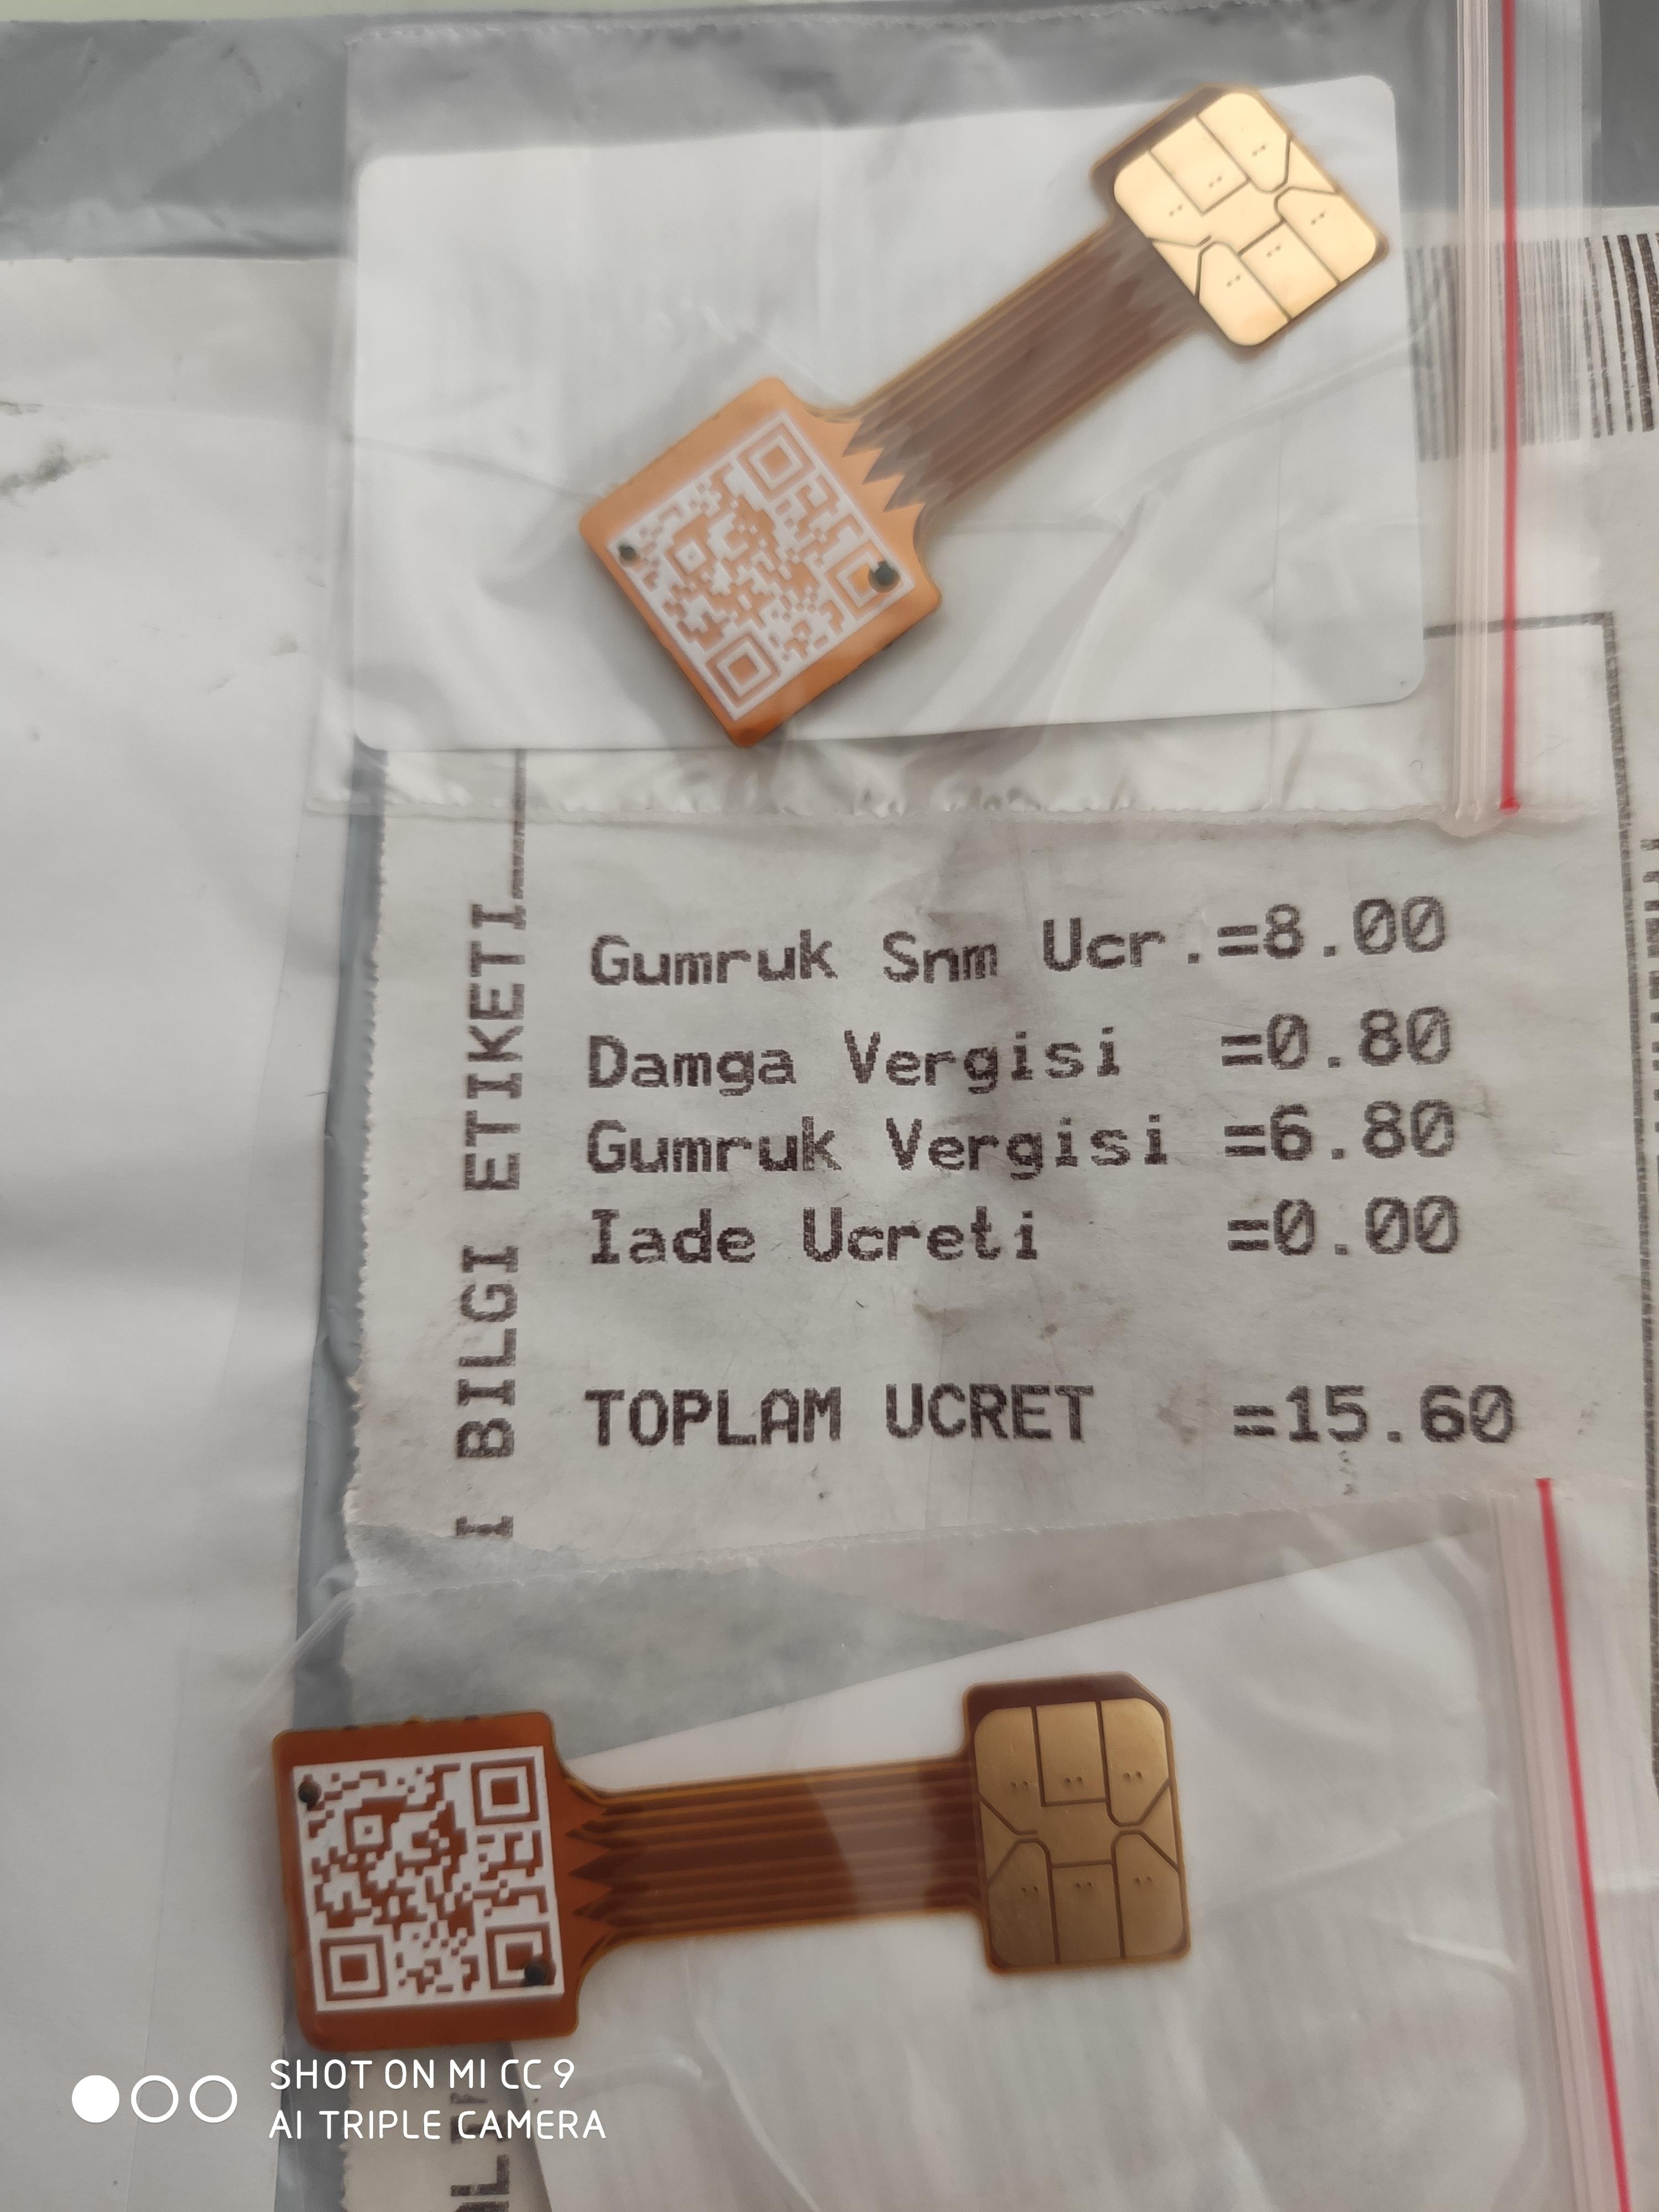 I BILGI ETIKETI
Gumruk Snm Ucr.=8.00
Damga Vergisi =0.80
Gumruk Vergisi =6.80
Iade Ucreti =0.00
TOPLAM UCRET =15.60
SHOT ON MI CC 9
AI TRIPLE CAMERA